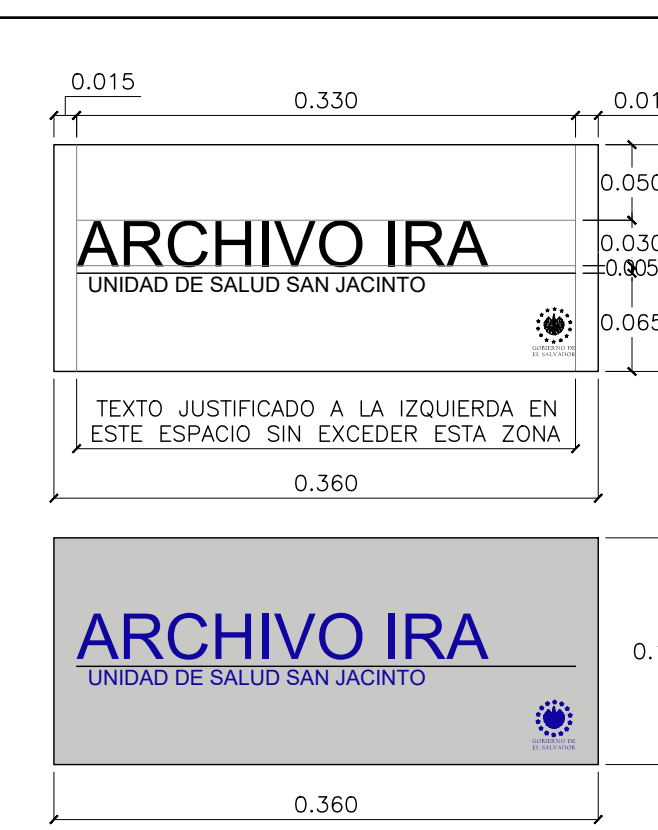 0.015
0.330
0.050
ARCHIVO IRA
0.030
0.005
UNIDAD DE SALUD SAN JACINTO
0.065
GOBIERNO DE
EL SALVADOR
TEXTO JUSTIFICADO A LA IZQUIERDA EN
ESTE ESPACIO SIN EXCEDER ESTA ZONA
0.360
ARCHIVO IRA
UNIDAD DE SALUD SAN JACINTO
GOBIERNO DE
EL SALVADOR
0.360